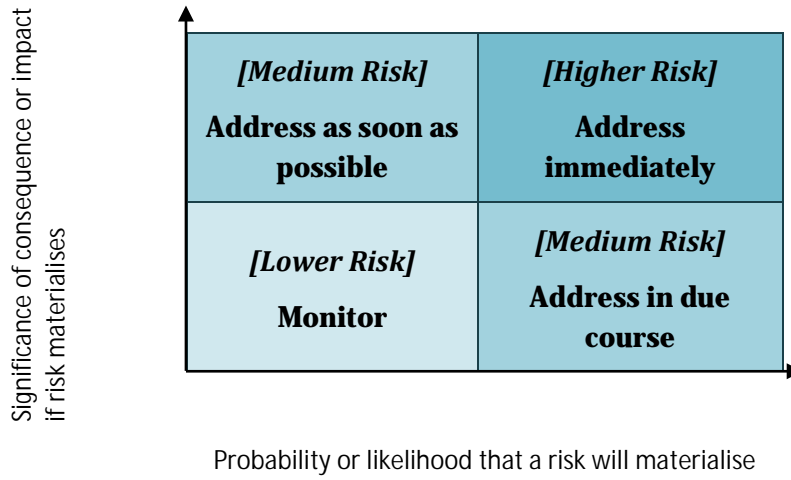 Significance of consequence or impact
if risk materialises
[Medium Risk]
Address as soon as
possible
[Higher Risk]
Address
immediately
[Lower Risk]
Monitor
[Medium Risk]
Address in due
course
Probability or likelihood that a risk will materialise